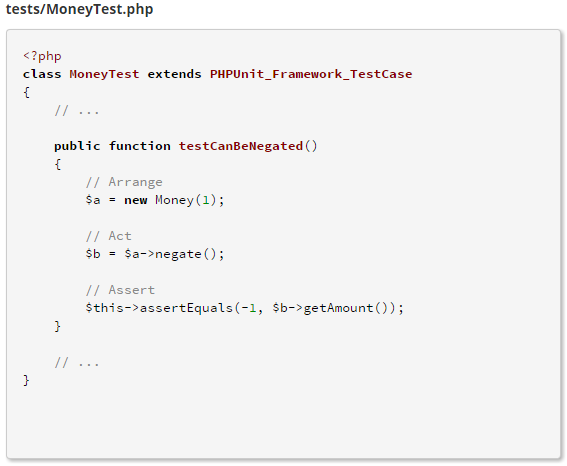 tests/MoneyTest.php
<?php
class MoneyTest extends PHPUnit_Framework_TestCase
{
    // ...
    public function testCanBeNegated()
    {
        // Arrange
        $a = new Money(1);
        // Act
        $b = $a->negate();
        // Assert
        $this->assertEquals(-1, $b->getAmount());
    }
    // ...
}